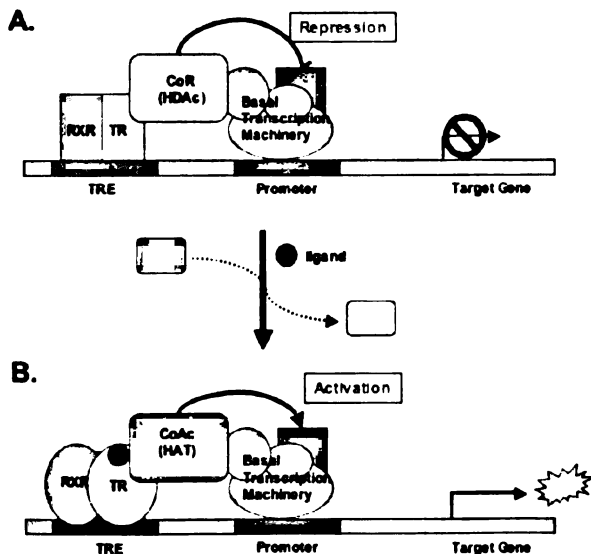 A.
Repression
CoR
(HDAc)
RXR
TR
Basal
Transcription
Machinery
TRE
Promoter
Target Gene
ligand
B.
Activation
CoAc
(HAT)
RXR
TR
Basal
Transcription
Machinery
TRE
Promoter
Target Gene